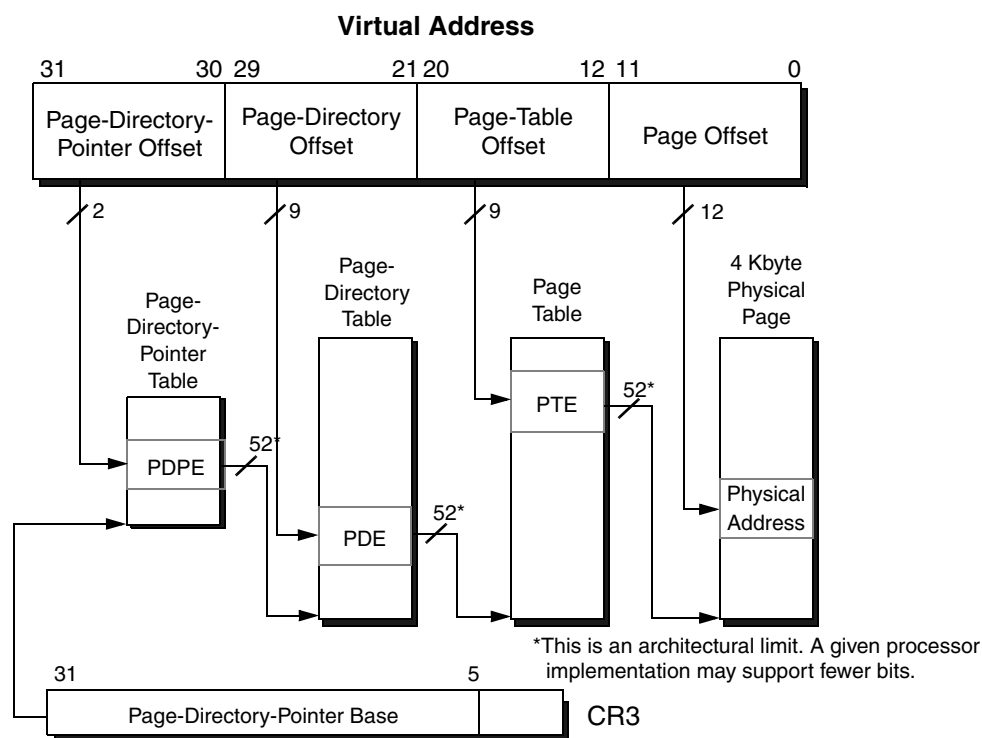 Virtual Address
31 30 29 21 20 12 11 0
Page-Directory-
Pointer Offset
Page-Directory
Offset
Page-Table
Offset
Page Offset
2
9
9
12
Page-
Directory-
Pointer
Table
Page-
Directory
Table
Page
Table
4 Kbyte
Physical
Page
PDPE
52*
PDE
52*
PTE
52*
Physical
Address
*This is an architectural limit. A given processor
implementation may support fewer bits.
31 5
Page-Directory-Pointer Base
CR3